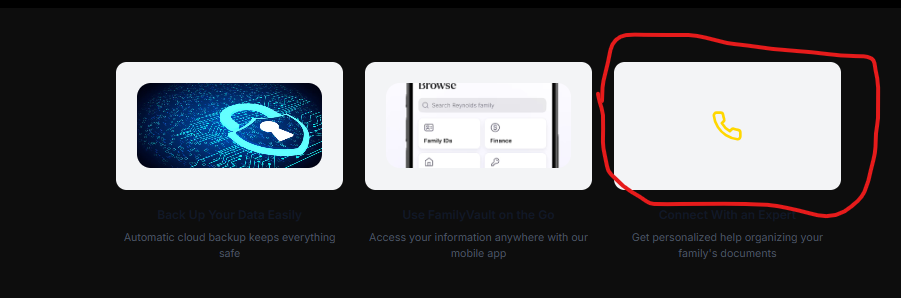 Browse
Search Reynolds family
Family IDs
Finance
Back Up Your Data Easily
Automatic cloud backup keeps everything
safe
Use FamilyVault on the Go
Access your information anywhere with our
mobile app
Connect With an Expert
Get personalized help organizing your
family's documents